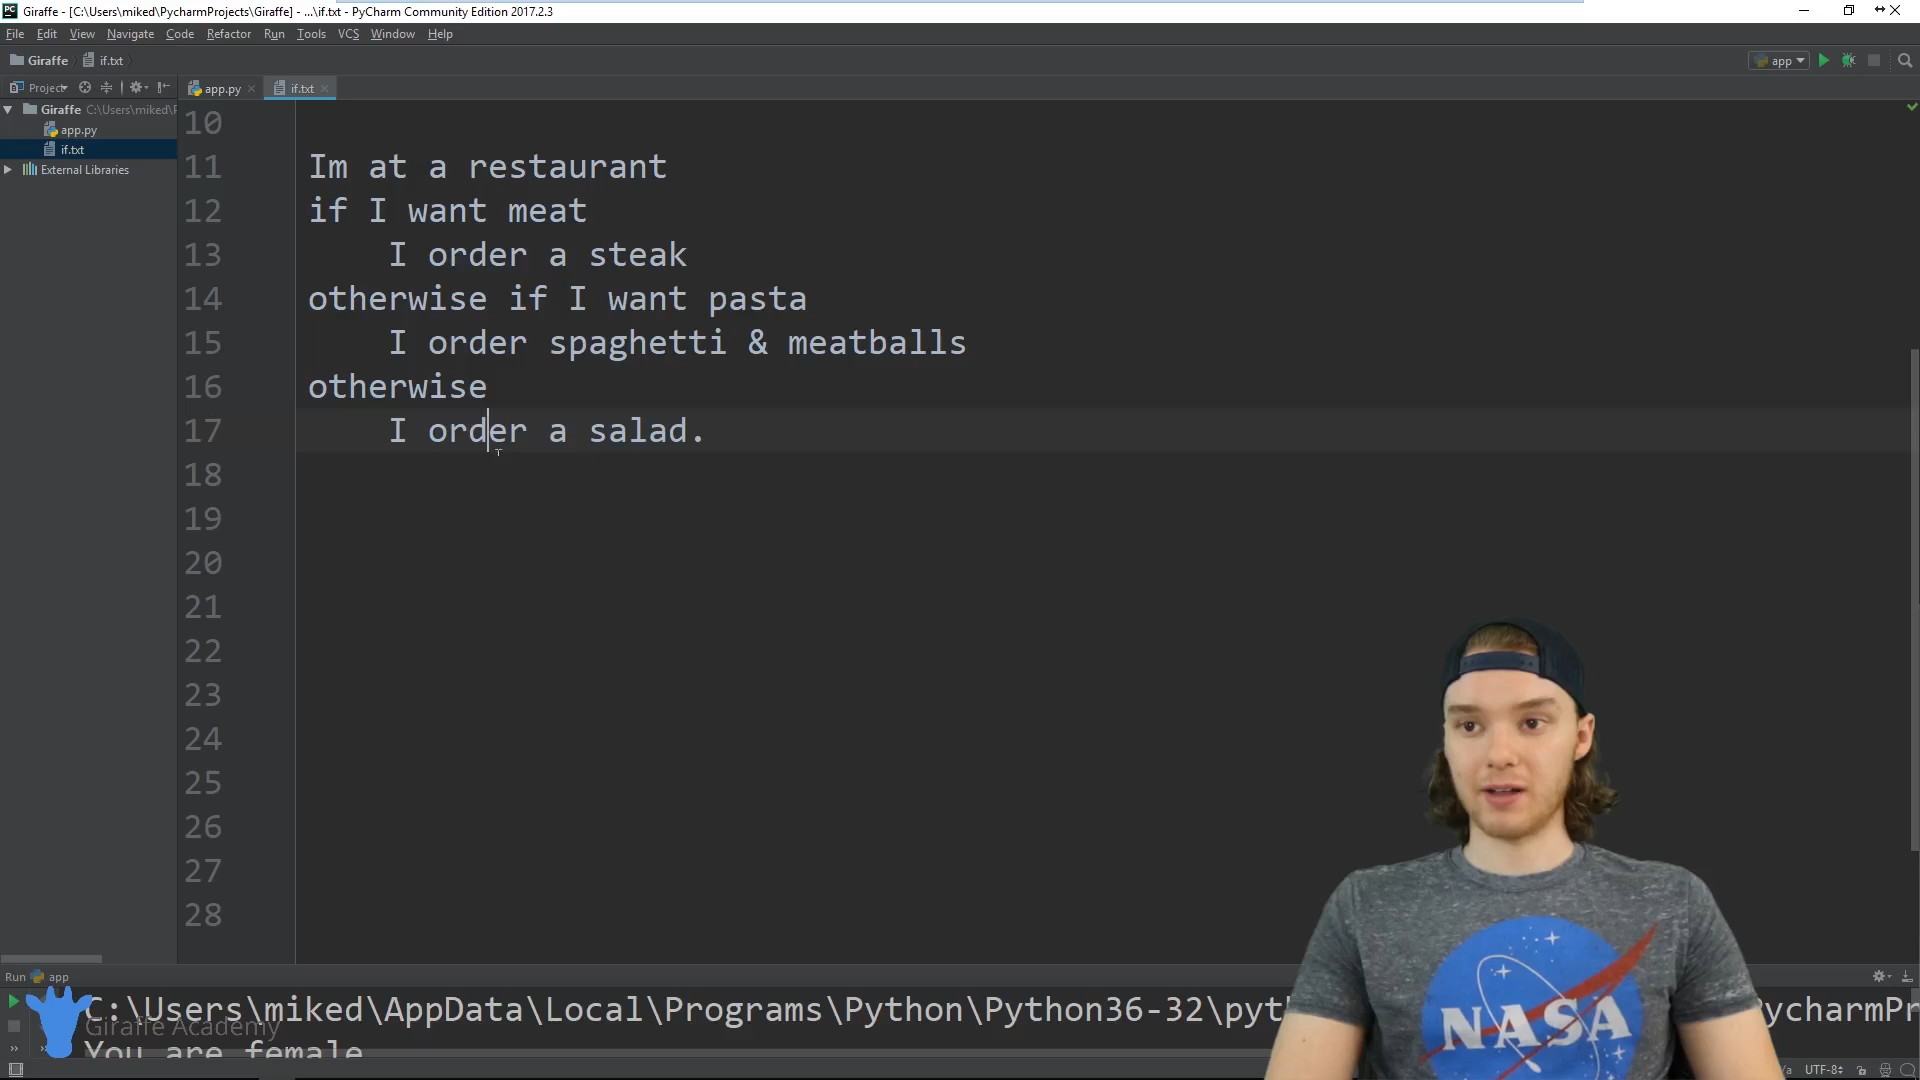 Giraffe - [C:\Users\miked\PycharmProjects\Giraffe] - ...\if.txt - PyCharm Community Edition 2017.2.3
File Edit View Navigate Code Refactor Run Tools VCS Window Help
Giraffe if.txt
app
Project
app.py if.txt
Giraffe C:\Users\miked\P
app.py
if.txt
External Libraries
10
11 Im at a restaurant
12 if I want meat
13 I order a steak
14 otherwise if I want pasta
15 I order spaghetti & meatballs
16 otherwise
17 I order a salad.
18
19
20
21
22
23
24
25
26
27
28
NASA
Run app
C:\Users\miked\AppData\Local\Programs\Python\Python36-32\pyt
ycharmPr
Giraffe Academy
You are female
UTF-8